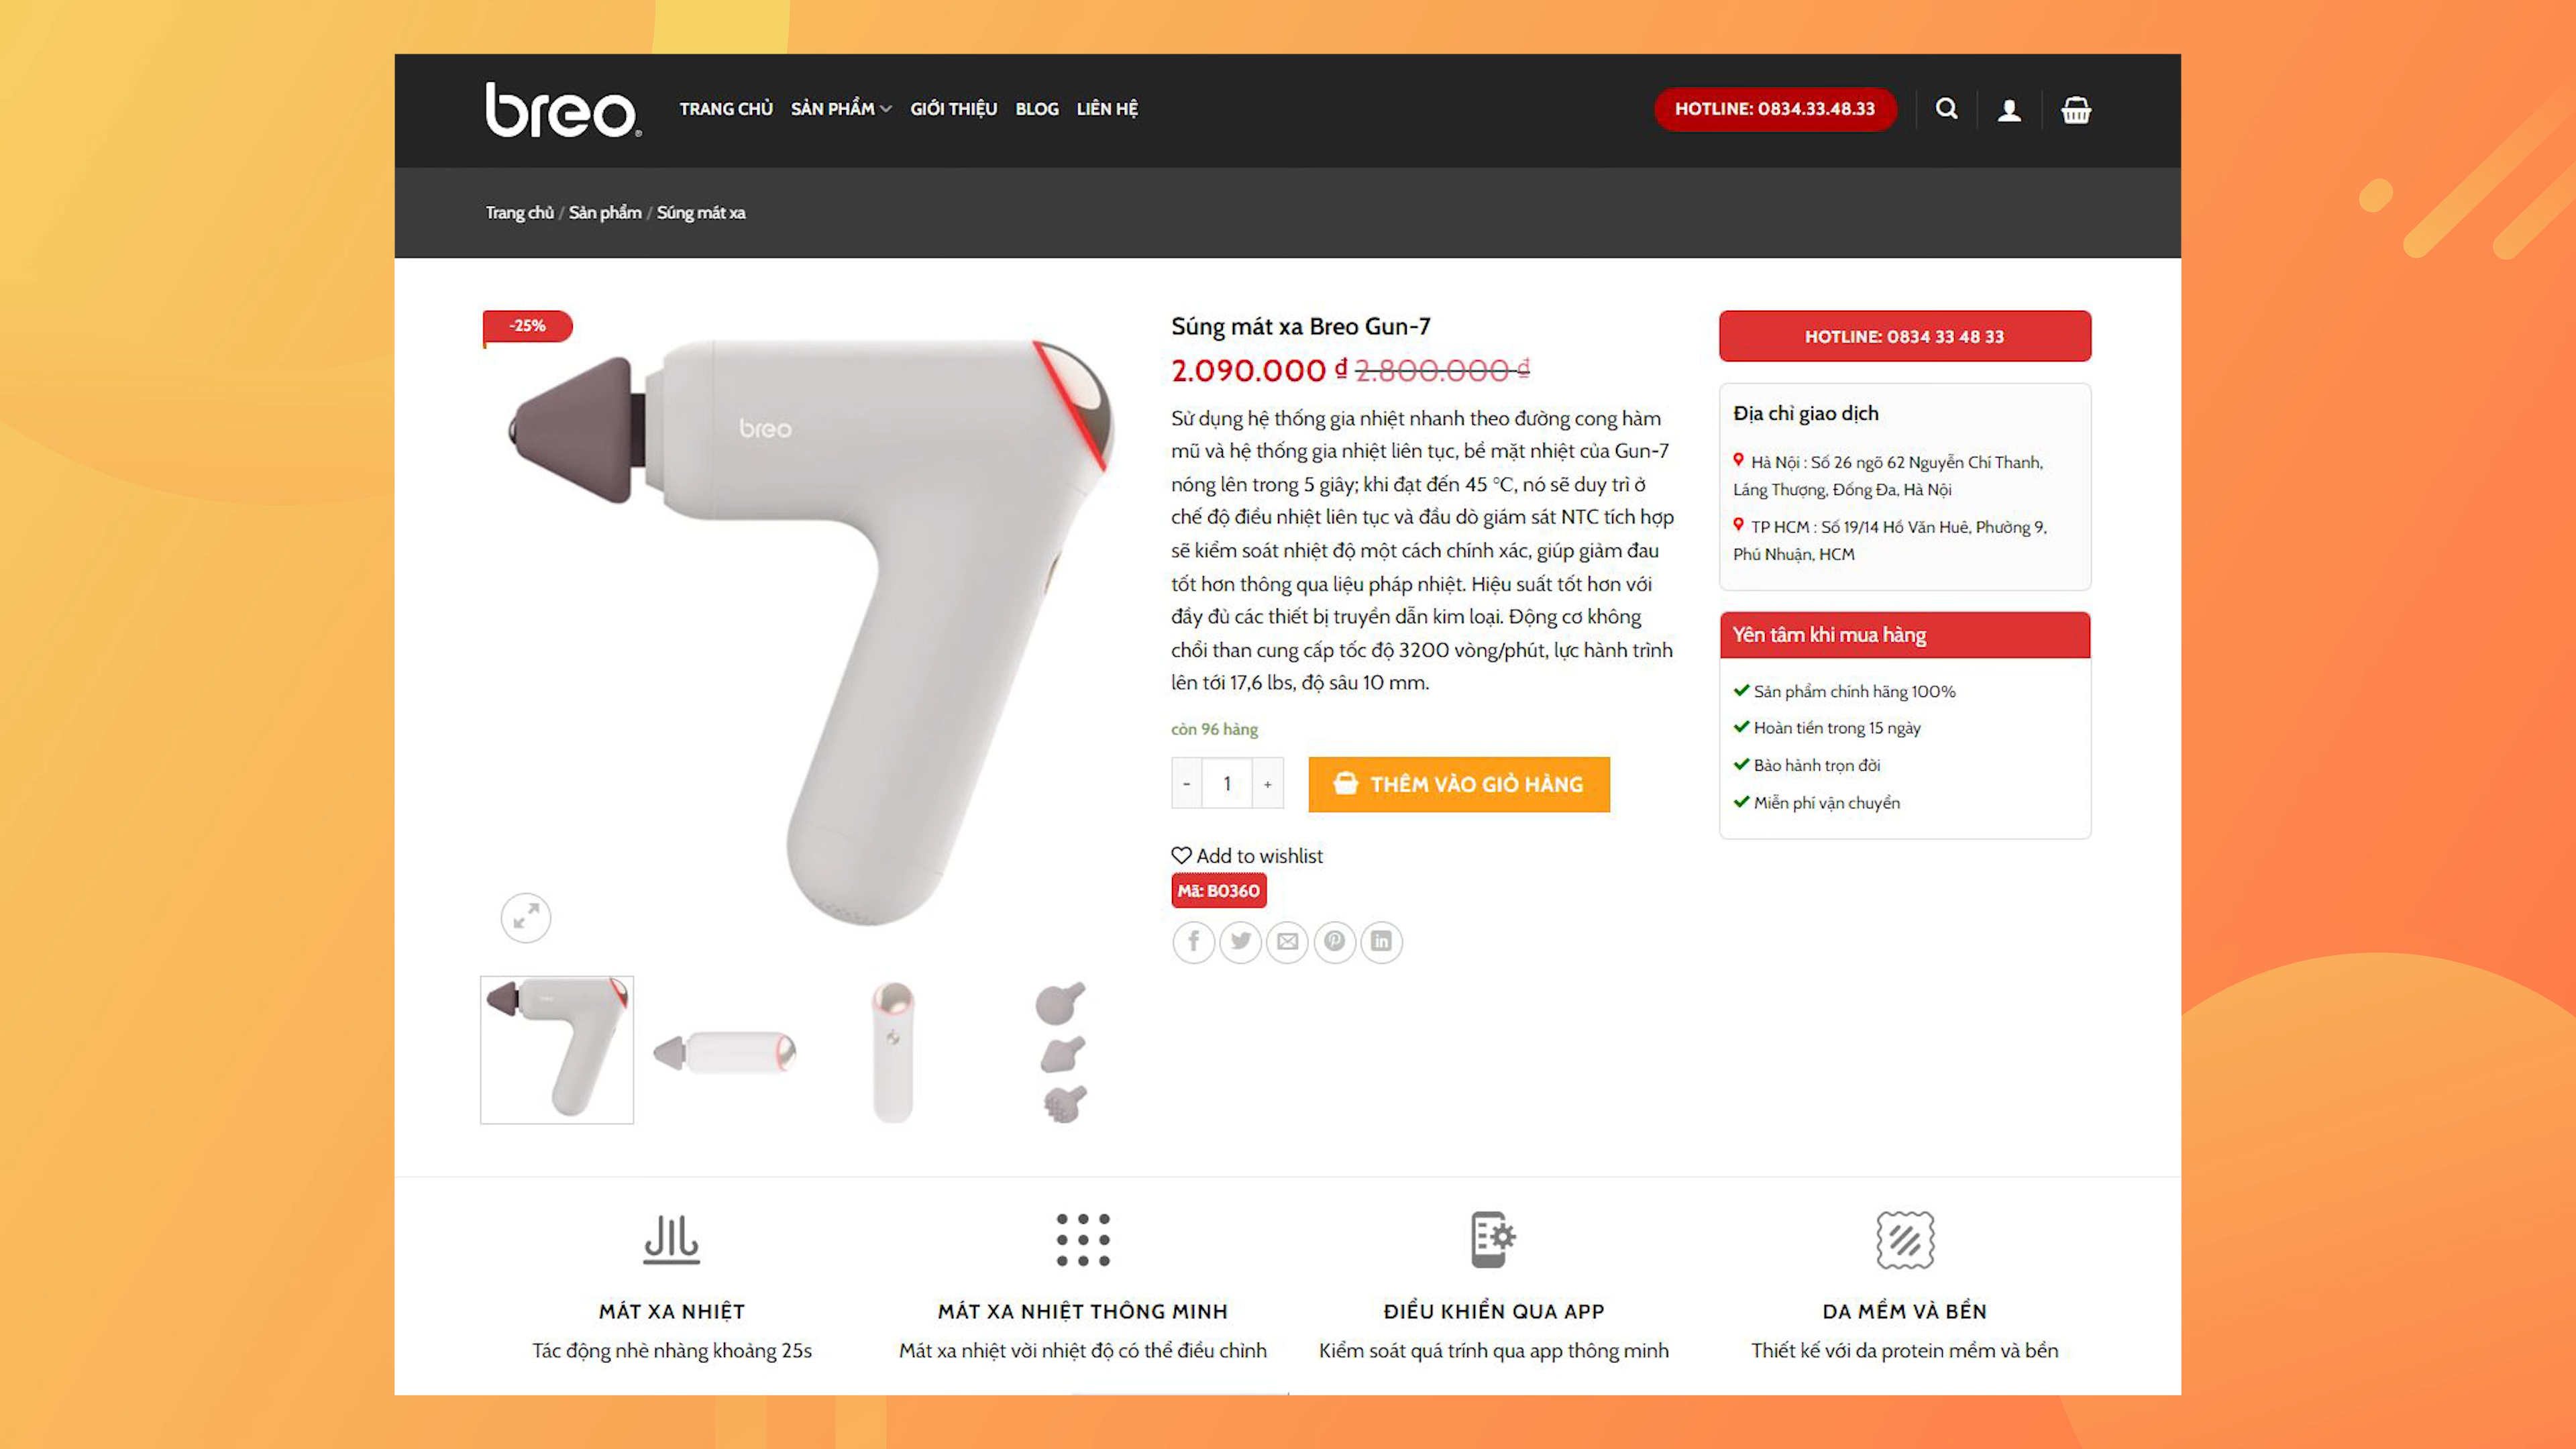 breo®
TRANG CHỦ SẢN PHẨM GIỚI THIỆU BLOG LIÊN HỆ
HOTLINE: 0834.33.48.33
Trang chủ / Sản phẩm / Súng mát xa
-25%
breo
Súng mát xa Breo Gun-7
2.090.000 ₫ 2.800.000 ₫
Sử dụng hệ thống gia nhiệt nhanh theo đường cong hàm
mũ và hệ thống gia nhiệt liên tục, bề mặt nhiệt của Gun-7
nóng lên trong 5 giây; khi đạt đến 45 °C, nó sẽ duy trì ở
chế độ điều nhiệt liên tục và đầu dò giám sát NTC tích hợp
sẽ kiểm soát nhiệt độ một cách chính xác, giúp giảm đau
tốt hơn thông qua liệu pháp nhiệt. Hiệu suất tốt hơn với
đầy đủ các thiết bị truyền dẫn kim loại. Động cơ không
chổi than cung cấp tốc độ 3200 vòng/phút, lực hành trình
lên tới 17,6 lbs, độ sâu 10 mm.
còn 96 hàng
- 1 +
THÊM VÀO GIỎ HÀNG
Add to wishlist
Mã: BO360
HOTLINE: 0834 33 48 33
Địa chỉ giao dịch
Hà Nội : Số 26 ngõ 62 Nguyễn Chí Thanh,
Láng Thượng, Đống Đa, Hà Nội
TP HCM : Số 19/14 Hồ Văn Huê, Phường 9,
Phú Nhuận, HCM
Yên tâm khi mua hàng
Sản phẩm chính hãng 100%
Hoàn tiền trong 15 ngày
Bảo hành trọn đời
Miễn phí vận chuyển
MÁT XA NHIỆT
Tác động nhè nhàng khoảng 25s
MÁT XA NHIỆT THÔNG MINH
Mát xa nhiệt vời nhiệt độ có thể điều chỉnh
ĐIỀU KHIỂN QUA APP
Kiểm soát quá trình qua app thông minh
DA MỀM VÀ BỀN
Thiết kế với da protein mềm và bền